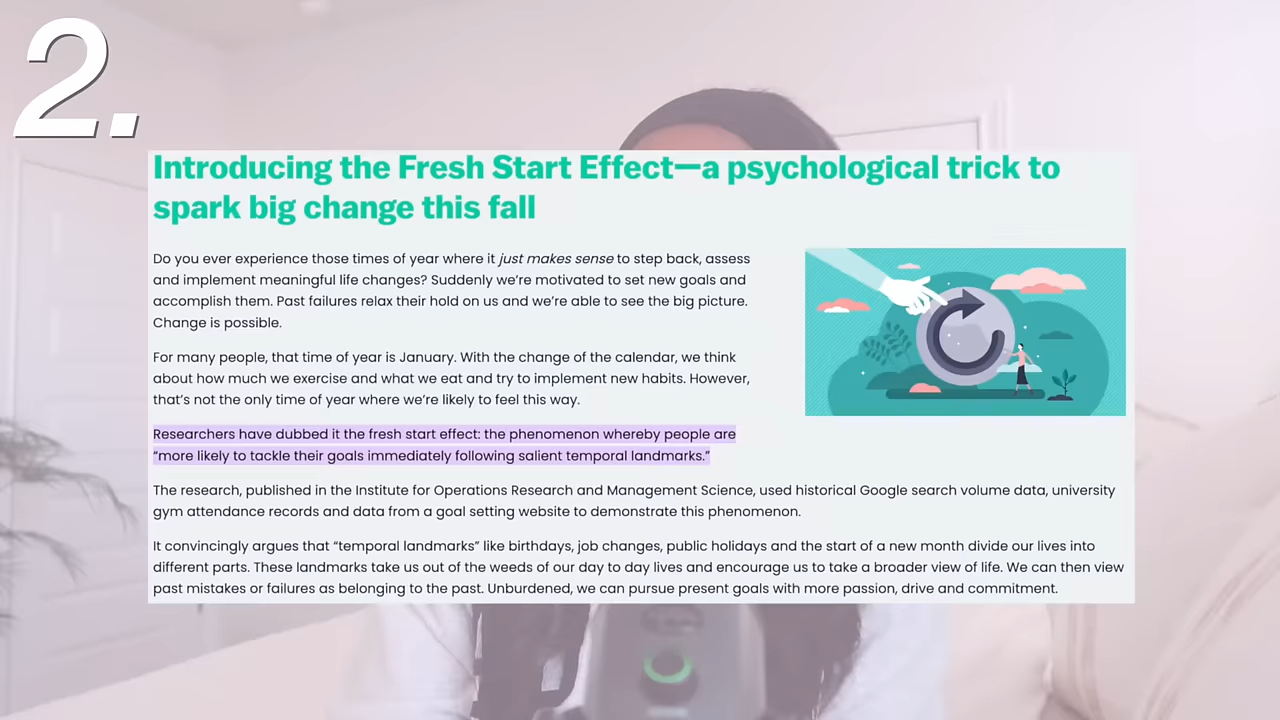 2.
Introducing the Fresh Start Effect—a psychological trick to
spark big change this fall
Do you ever experience those times of year where it just makes sense to step back, assess
and implement meaningful life changes? Suddenly we’re motivated to set new goals and
accomplish them. Past failures relax their hold on us and we’re able to see the big picture.
Change is possible.
For many people, that time of year is January. With the change of the calendar, we think
about how much we exercise and what we eat and try to implement new habits. However,
that’s not the only time of year where we’re likely to feel this way.
Researchers have dubbed it the fresh start effect: the phenomenon whereby people are
“more likely to tackle their goals immediately following salient temporal landmarks.”
The research, published in the Institute for Operations Research and Management Science, used historical Google search volume data, university
gym attendance records and data from a goal setting website to demonstrate this phenomenon.
It convincingly argues that “temporal landmarks” like birthdays, job changes, public holidays and the start of a new month divide our lives into
different parts. These landmarks take us out of the weeds of our day to day lives and encourage us to take a broader view of life. We can then view
past mistakes or failures as belonging to the past. Unburdened, we can pursue present goals with more passion, drive and commitment.